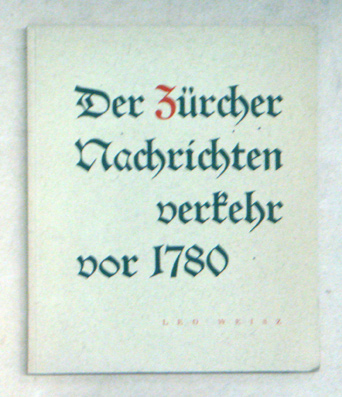 Der Zürcher
Nachrichten
verkehr
vor 1780
LEO WEISZ